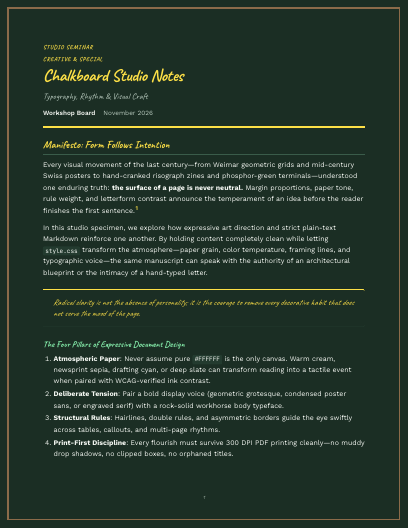 STUDIO SEMINAR
CREATIVE & SPECIAL
Chalkboard Studio Notes
Typography, Rhythm & Visual Craft
Workshop Board November 2026
Manifesto: Form Follows Intention
Every visual movement of the last century—from Weimar geometric grids and mid-century
Swiss posters to hand-cranked risograph zines and phosphor-green terminals—understood
one enduring truth: the surface of a page is never neutral. Margin proportions, paper tone,
rule weight, and letterform contrast announce the temperament of an idea before the reader
finishes the first sentence.¹
In this studio specimen, we explore how expressive art direction and strict plain-text
Markdown reinforce one another. By holding content completely clean while letting
style.css transform the atmosphere—paper grain, color temperature, framing lines, and
typographic voice—the same manuscript can speak with the authority of an architectural
blueprint or the intimacy of a hand-typed letter.
Radical clarity is not the absence of personality; it is the courage to remove every decorative habit that does
not serve the mood of the page.
The Four Pillars of Expressive Document Design
1. Atmospheric Paper: Never assume pure #FFFFFF is the only canvas. Warm cream,
newsprint sepia, drafting cyan, or deep slate can transform reading into a tactile event
when paired with WCAG-verified ink contrast.
2. Deliberate Tension: Pair a bold display voice (geometric grotesque, condensed poster
sans, or engraved serif) with a rock-solid workhorse body typeface.
3. Structural Rules: Hairlines, double rules, and asymmetric borders guide the eye swiftly
across tables, callouts, and multi-page rhythms.
4. Print-First Discipline: Every flourish must survive 300 DPI PDF printing cleanly—no muddy
drop shadows, no clipped boxes, no orphaned titles.